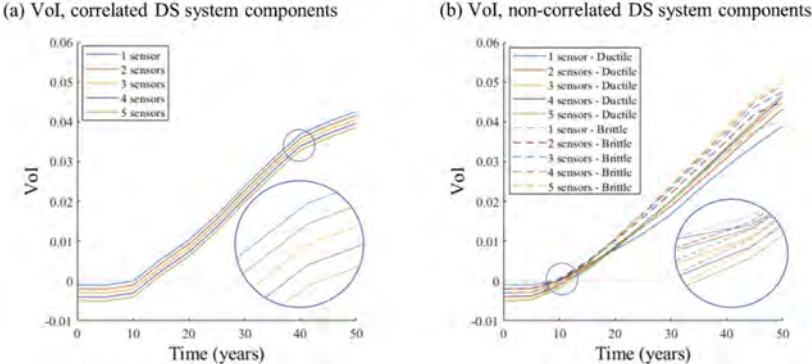 (a) VoI, correlated DS system components
0.06
0.05
0.04
0.03
0.02
0.01
0
-0.01
VoI
1 sensor
2 sensors
3 sensors
4 sensors
5 sensors
0 10 20 30 40 50
Time (years)
(b) VoI, non-correlated DS system components
0.06
0.05
0.04
0.03
0.02
0.01
0
-0.01
VoI
1 sensor - Ductile
2 sensors - Ductile
3 sensors - Ductile
4 sensors - Ductile
5 sensors - Ductile
1 sensor - Brittle
2 sensors - Brittle
3 sensors - Brittle
4 sensors - Brittle
5 sensors - Brittle
0 10 20 30 40 50
Time (years)